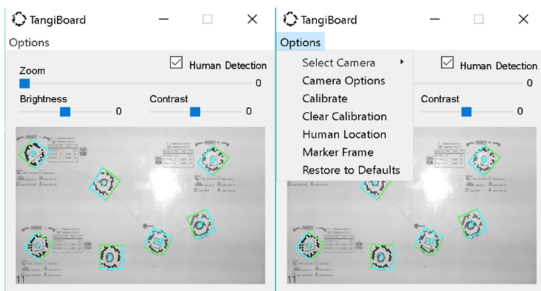 TangiBoard
Options
Human Detection
Zoom
0
Brightness
0
Contrast
0
11
TangiBoard
Options
Select Camera
Camera Options
Calibrate
Clear Calibration
Human Location
Marker Frame
Restore to Defaults
Human Detection
0
Contrast
0
11